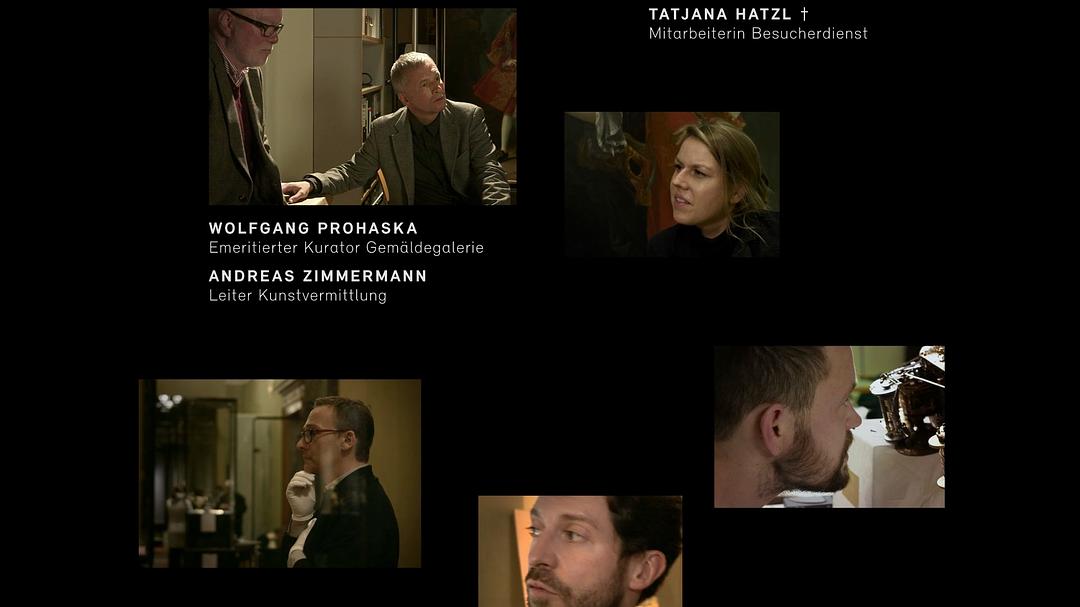 TATJANA HATZL †
Mitarbeiterin Besucherdienst
WOLFGANG PROHASKA
Emeritierter Kurator Gemäldegalerie
ANDREAS ZIMMERMANN
Leiter Kunstvermittlung